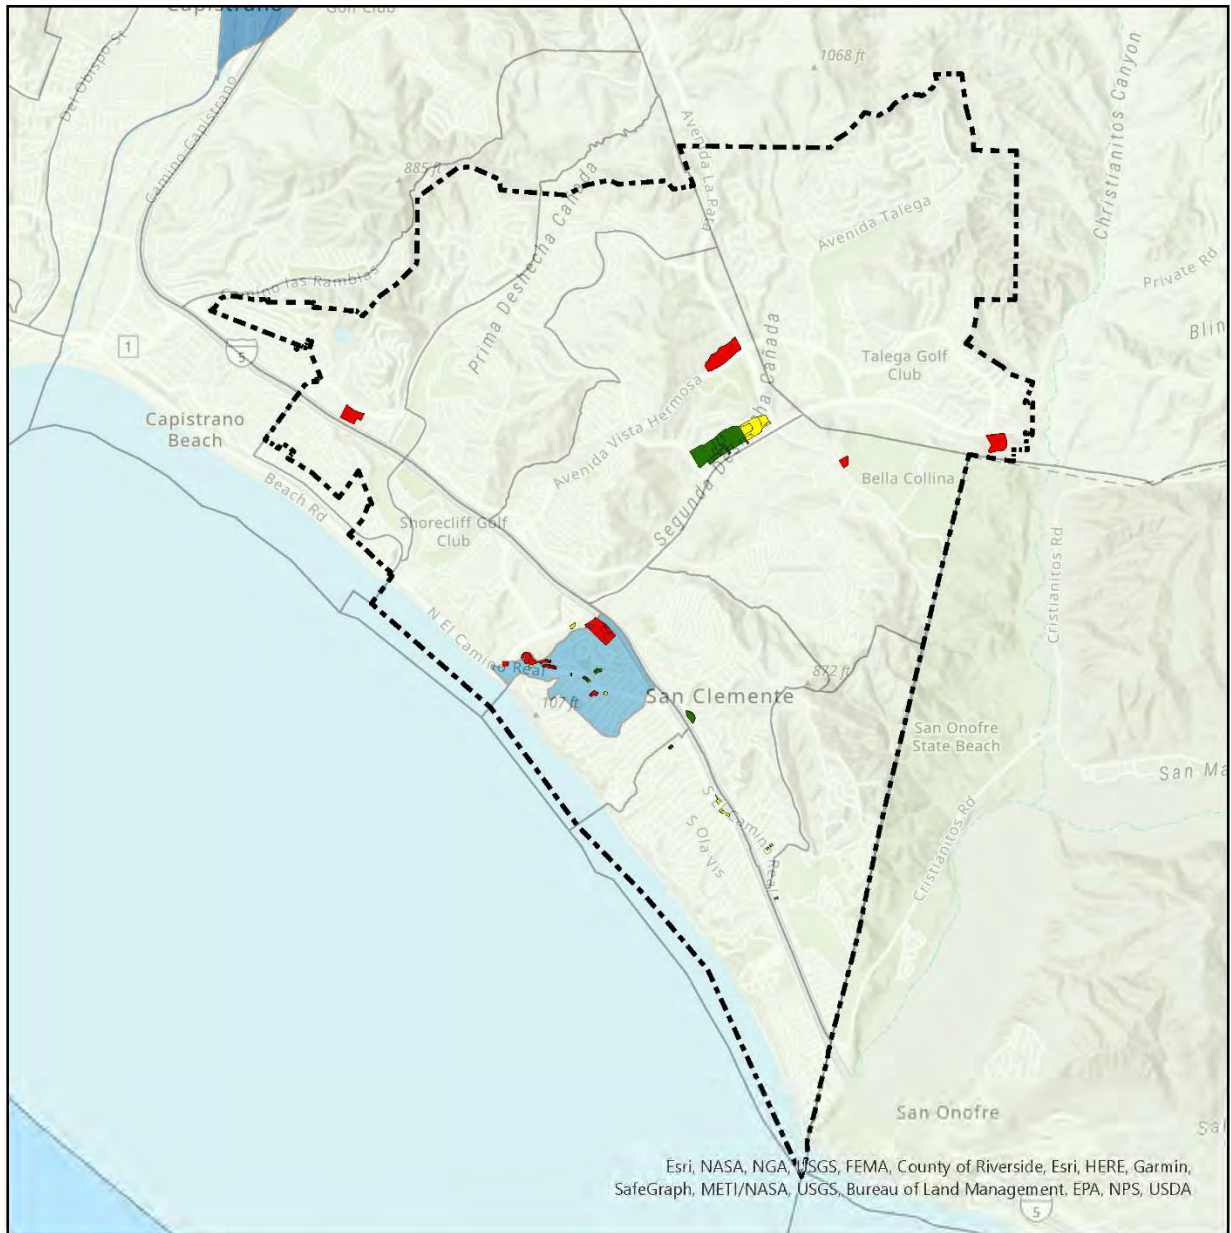 Capistrano
Golf Club
Del Obispo St
Camino Capistrano
1068 ft
Christianitos Canyon
Avenida La Pata
885 ft
Prima Deshecha Cañada
Avenida Talega
Private Rd
Camino las Ramblas
1
5
Talega Golf
Club
Capistrano
Beach
Avenida Vista Hermosa
Segunda Deshecha Cañada
Bella Collina
Beach Rd
Shorecliff Golf
Club
Cristianitos Rd
N El Camino Real
872 ft
San Clemente
107 ft
San Onofre
State Beach
San Ma
S El Camino Real
S Ola Vis
Cristianitos Rd
San Onofre
Esri, NASA, NGA, USGS, FEMA, County of Riverside, Esri, HERE, Garmin,
SafeGraph, METI/NASA, USGS, Bureau of Land Management, EPA, NPS, USDA
5